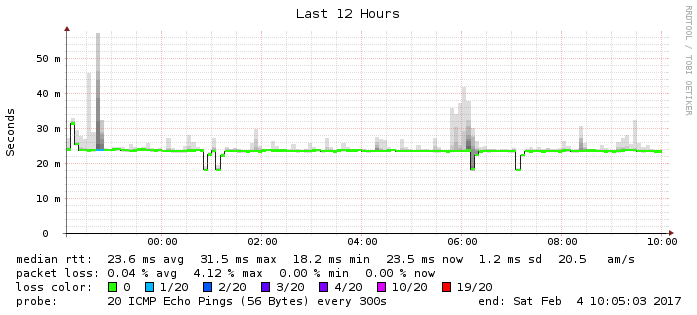 Last 12 Hours
RRDTOOL / TOBI OETIKER
Seconds
50 m
40 m
30 m
20 m
10 m
0
00:00 02:00 04:00 06:00 08:00 10:00
median rtt: 23.6 ms avg 31.5 ms max 18.2 ms min 23.5 ms now 1.2 ms sd 20.5 am/s
packet loss: 0.04 % avg 4.12 % max 0.00 % min 0.00 % now
loss color: 0 1/20 2/20 3/20 4/20 10/20 19/20
probe: 20 ICMP Echo Pings (56 Bytes) every 300s end: Sat Feb 4 10:05:03 2017